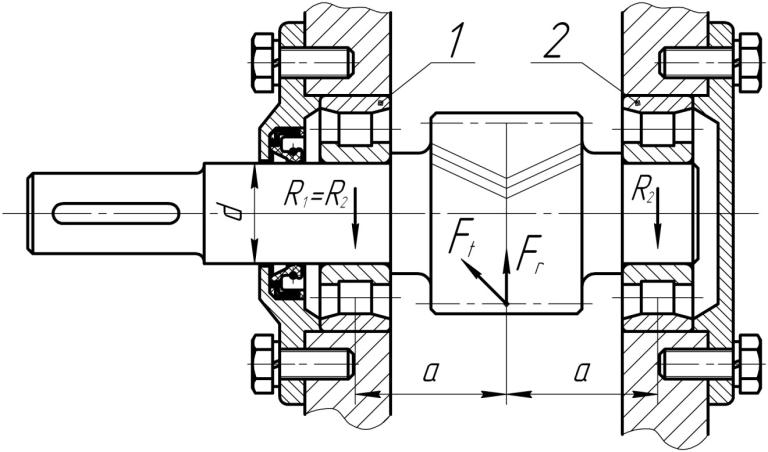 1
2
d
R₁=R₂
R₂
Fₜ
Fᵣ
a
a